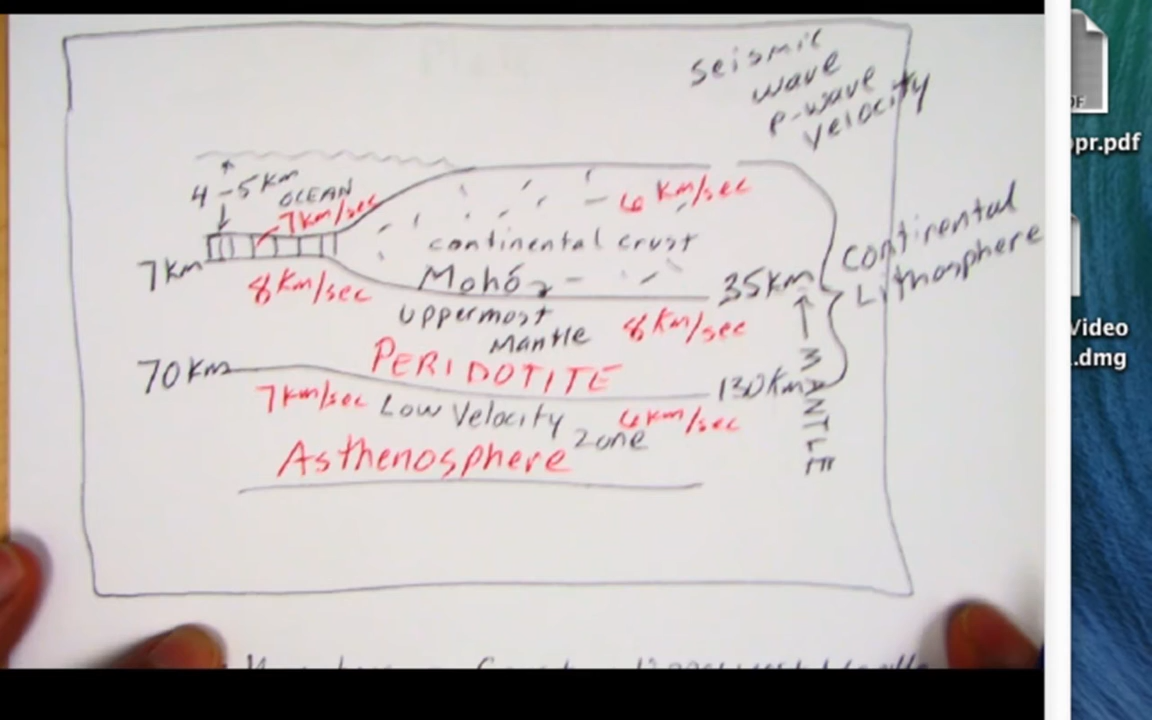 seismic
wave
P-wave
velocity
4-5km
OCEAN
7km/sec
6 km/sec
continental crust
7km
8km/sec
Moho
35km
continental
Lithosphere
uppermost
Mantle
8km/sec
70km
PERIDOTITE
130km
MANTLE
7km/sec
Low Velocity
zone
6km/sec
Asthenosphere
DF
opr.pdf
Video
.dmg